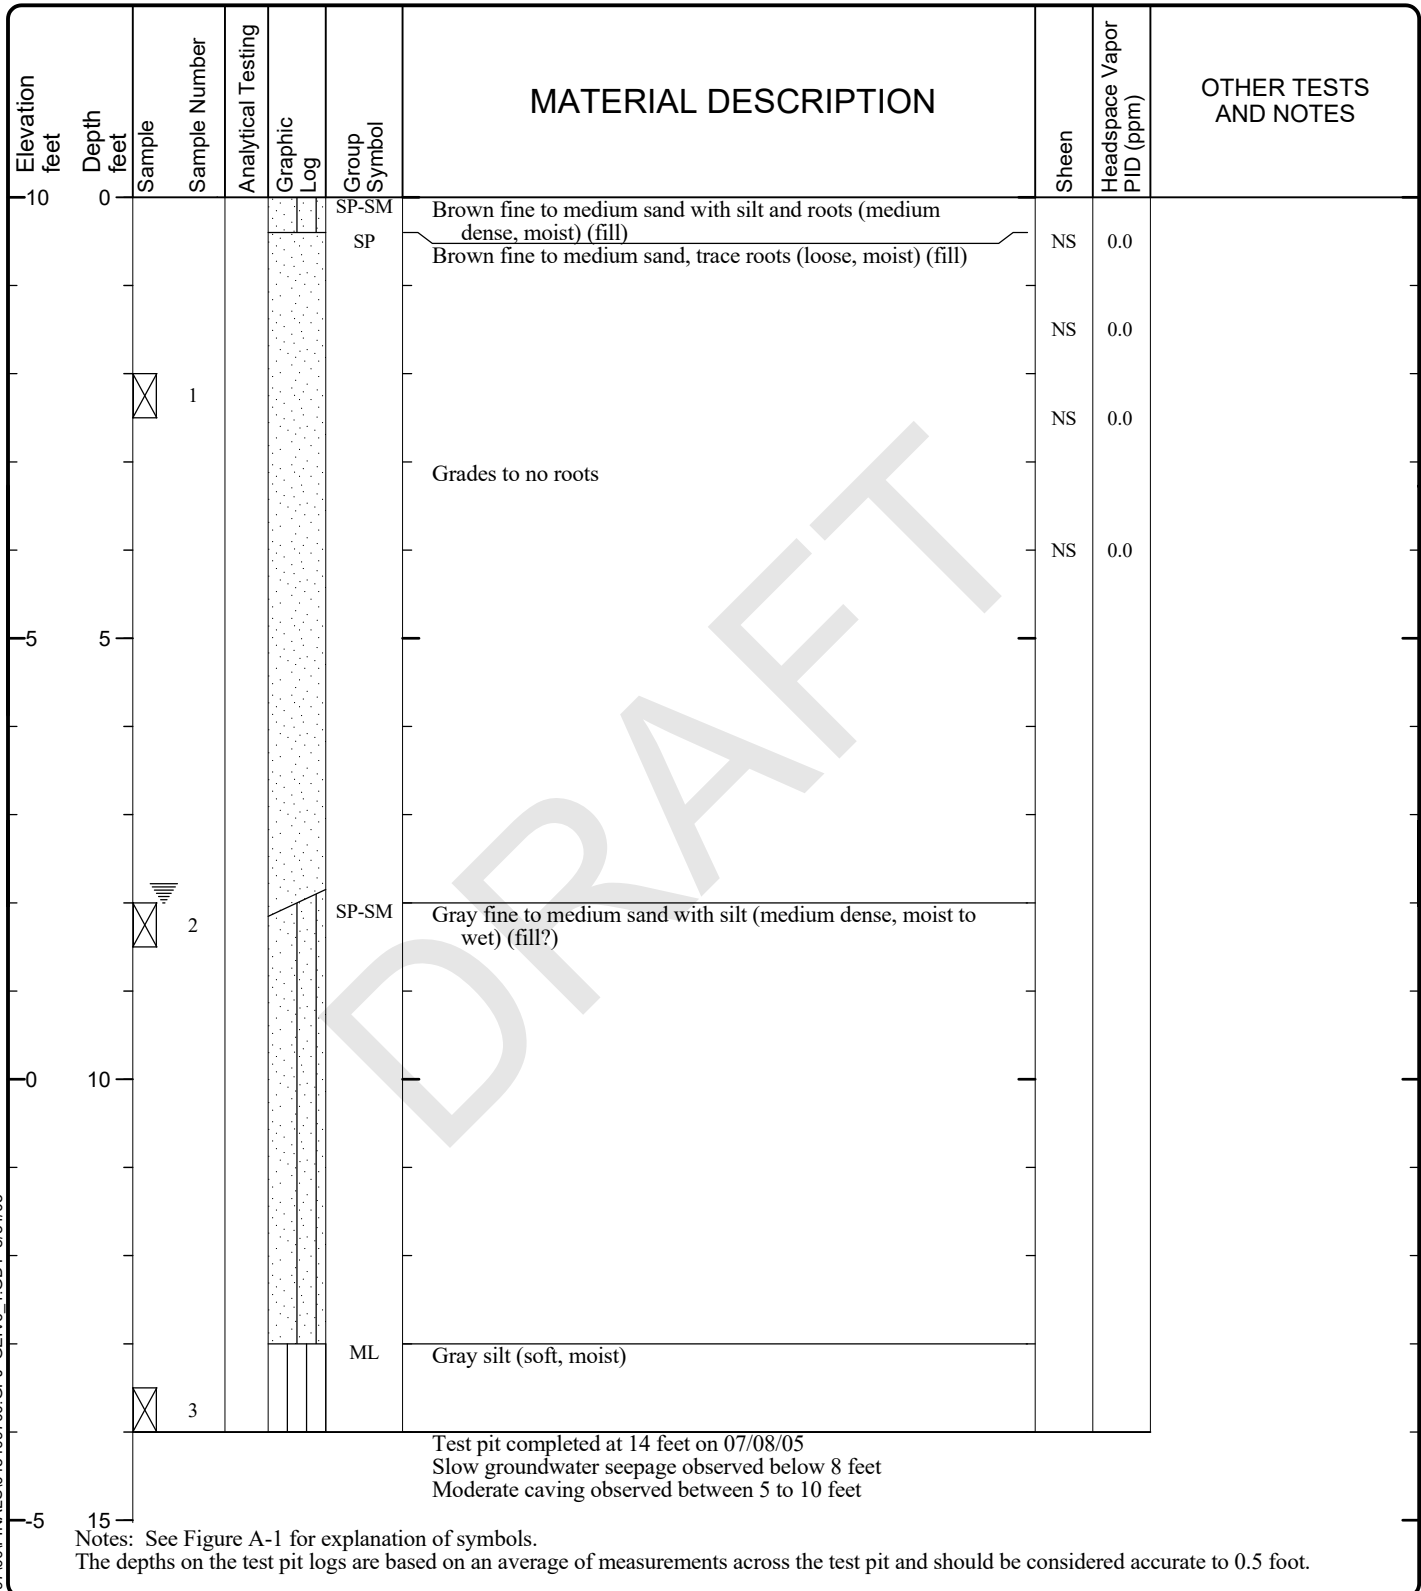 Elevation
feet
Depth
feet
Sample
Sample Number
Analytical Testing
Graphic
Log
Group
Symbol
MATERIAL DESCRIPTION
Sheen
Headspace Vapor
PID (ppm)
OTHER TESTS
AND NOTES
10 0
SP-SM Brown fine to medium sand with silt and roots (medium
dense, moist) (fill)
SP NS 0.0
Brown fine to medium sand, trace roots (loose, moist) (fill)
NS 0.0
1
NS 0.0
Grades to no roots
NS 0.0
5 5
SP-SM Gray fine to medium sand with silt (medium dense, moist to
2
wet) (fill?)
0 10
ML Gray silt (soft, moist)
3
Test pit completed at 14 feet on 07/08/05
Slow groundwater seepage observed below 8 feet
Moderate caving observed between 5 to 10 feet
-5 15
Notes: See Figure A-1 for explanation of symbols.
The depths on the test pit logs are based on an average of measurements across the test pit and should be considered accurate to 0.5 foot.
DRAFT